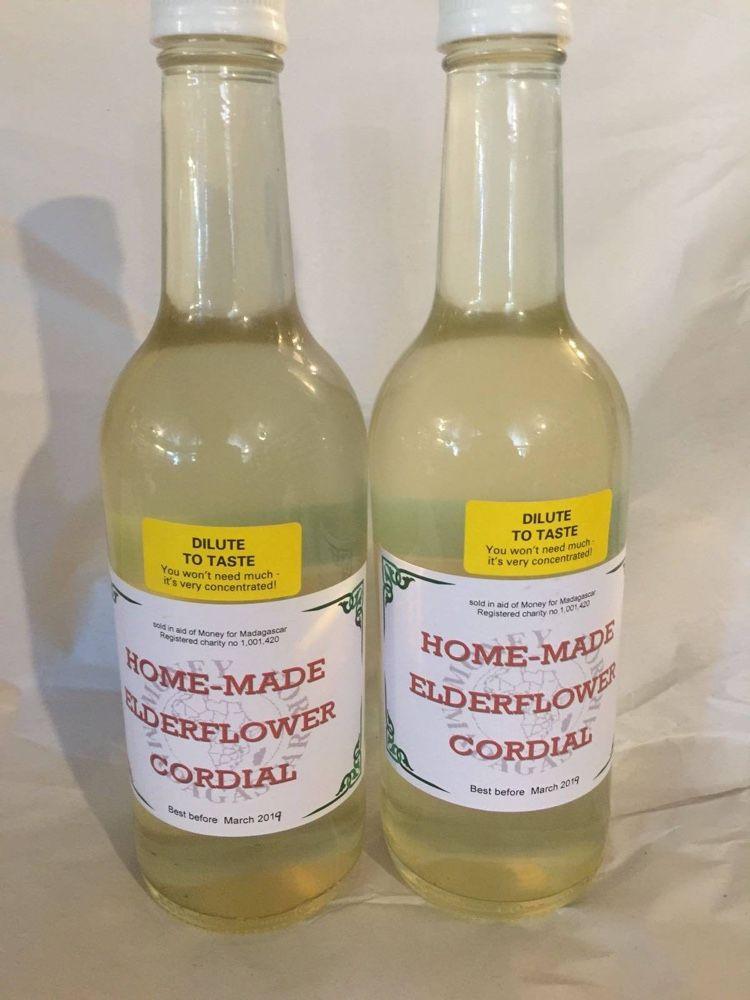 DILUTE
TO TASTE
You won't need much -
it's very concentrated!
sold in aid of Money for Madagascar
Registered charity no 1,001,420
HOME-MADE
ELDERFLOWER
CORDIAL
Best before March 2019
DILUTE
TO TASTE
You won't need much -
it's very concentrated!
sold in aid of Money for Madagascar
Registered charity no 1,001,420
HOME-MADE
ELDERFLOWER
CORDIAL
Best before March 2019